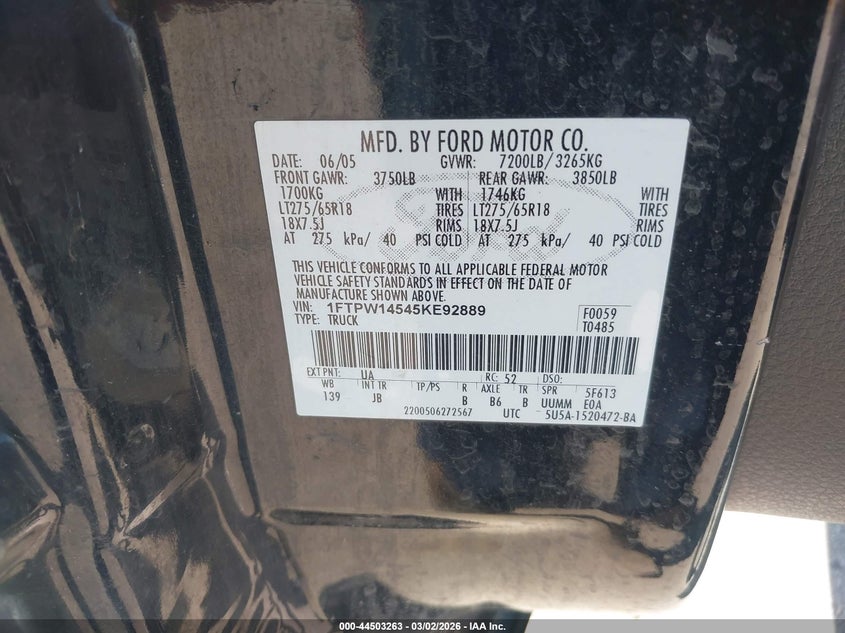 MFD. BY FORD MOTOR CO.
DATE: 06/05 GVWR: 7200LB/3265KG
FRONT GAWR: 3750LB REAR GAWR: 3850LB
1700KG WITH 1746KG WITH
LT275/65R18 TIRES LT275/65R18 TIRES
18X7.5J RIMS 18X7.5J RIMS
AT 275 kPa/ 40 PSI COLD AT 275 kPa/ 40 PSI COLD
THIS VEHICLE CONFORMS TO ALL APPLICABLE FEDERAL MOTOR
VEHICLE SAFETY STANDARDS IN EFFECT ON THE DATE OF
MANUFACTURE SHOWN ABOVE.
VIN: 1FTPW14545KE92889 F0059
TYPE: TRUCK T0485
EXT PNT: UA RC: 52 DSO:
WB INT TR TP/PS R AXLE TR SPR 5F613
139 JB B B6 B UUMM E0A
2200506272567 UTC 5U5A-1520472-BA
000-44503263 - 03/02/2026 - IAA Inc.